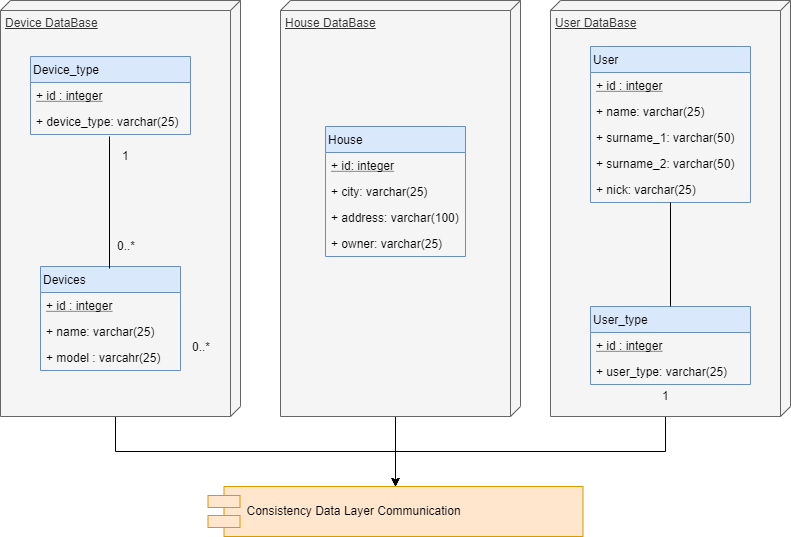 Device DataBase
Device_type
+ id : integer
+ device_type: varchar(25)
1
0..*
Devices
+ id : integer
+ name: varchar(25)
+ model : varcahr(25)
0..*
House DataBase
House
+ id: integer
+ city: varchar(25)
+ address: varchar(100)
+ owner: varchar(25)
User DataBase
User
+ id : integer
+ name: varchar(25)
+ surname_1: varchar(50)
+ surname_2: varchar(50)
+ nick: varchar(25)
User_type
+ id : integer
+ user_type: varchar(25)
1
Consistency Data Layer Communication